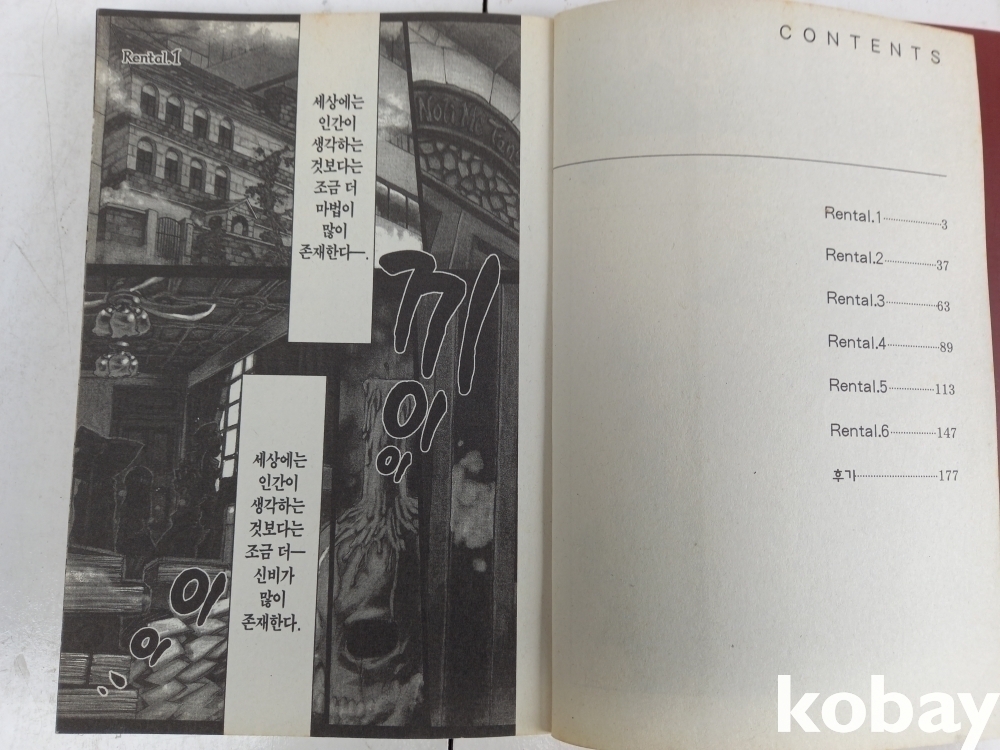 CONTENTS
Rental.1 3
Rental.2 37
Rental.3 63
Rental.4 89
Rental.5 113
Rental.6 147
후가 177
Rental.1
세상에는
인간이
생각하는
것보다는
조금 더
마법이
많이
존재한다―.
Noli Me
끼
이
이
세상에는
인간이
생각하는
것보다는
조금 더―
신비가
많이
존재한다.
이
이
kobay